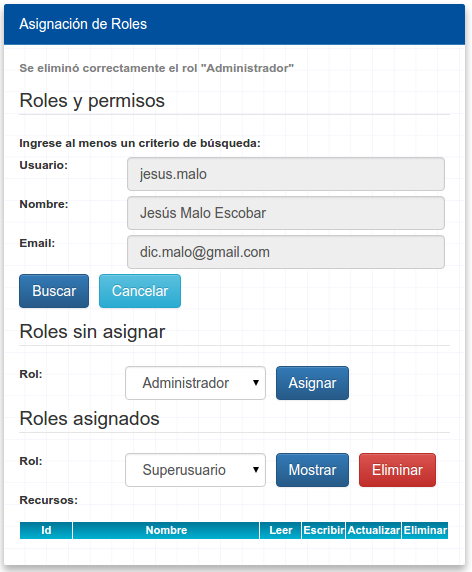 Asignación de Roles
Se eliminó correctamente el rol "Administrador"
Roles y permisos
Ingrese al menos un criterio de búsqueda:
Usuario: jesus.malo
Nombre: Jesús Malo Escobar
Email: dic.malo@gmail.com
Buscar Cancelar
Roles sin asignar
Rol: Administrador Asignar
Roles asignados
Rol: Superusuario Mostrar Eliminar
Recursos:
Id Nombre Leer Escribir Actualizar Eliminar